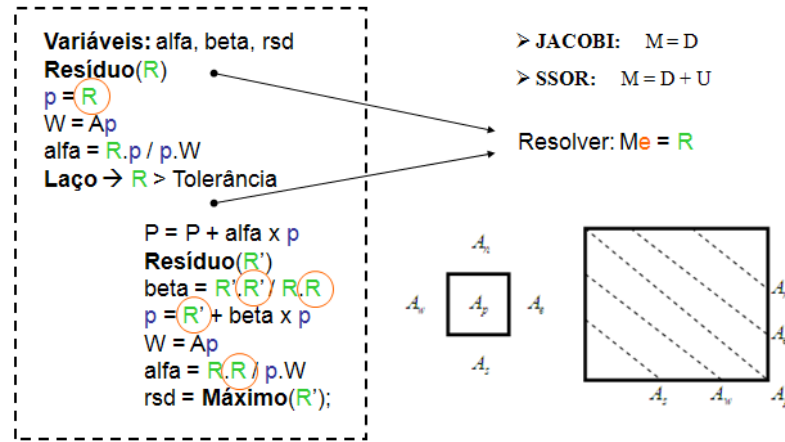 Variáveis: alfa, beta, rsd
Resíduo(R)
p = R
W = Ap
alfa = R.p / p.W
Laço → R > Tolerância
P = P + alfa x p
Resíduo(R')
beta = R'.R' / R.R
p = R' + beta x p
W = Ap
alfa = R.R / p.W
rsd = Máximo(R');
➢ JACOBI: M = D
➢ SSOR: M = D + U
Resolver: Me = R
A_n
A_w A_p A_e
A_s
A_s A_w